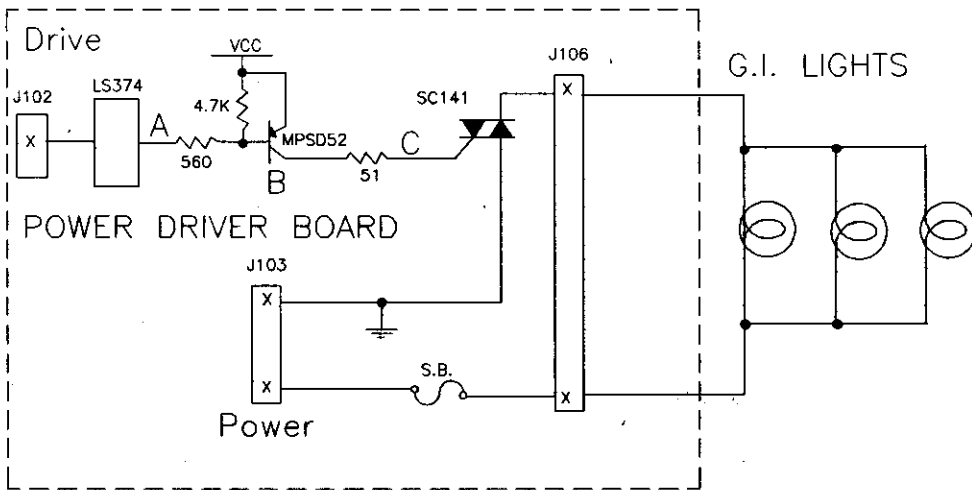 Drive
VCC
J106
G.I. LIGHTS
J102
LS374
4.7K
SC141
X
A
MPSD52
C
X
560
B
51
POWER DRIVER BOARD
J103
X
S.B.
X
X
Power